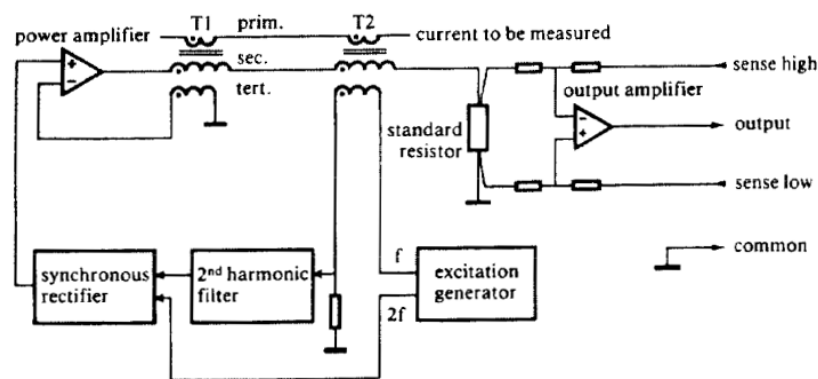 T1
prim.
T2
power amplifier
current to be measured
sec.
tert.
sense high
output amplifier
standard
resistor
output
sense low
common
synchronous
rectifier
2nd harmonic
filter
f
2f
excitation
generator
+
−
−
+